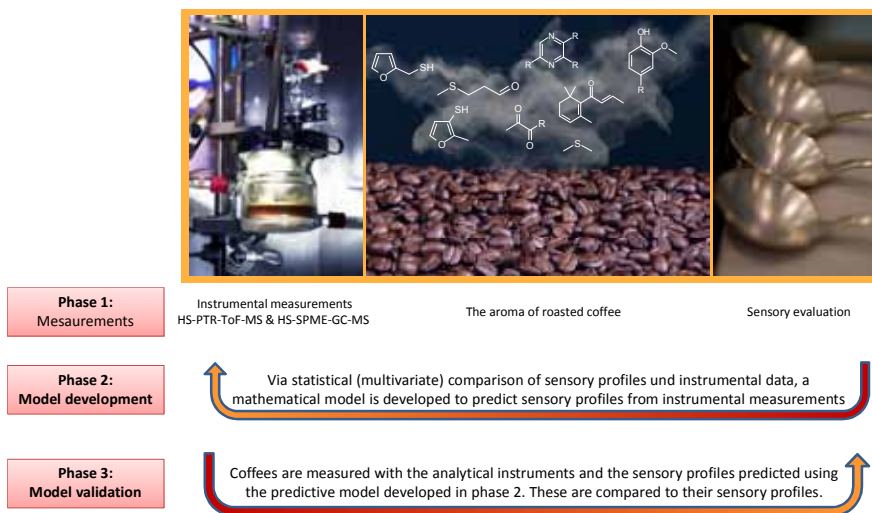 SH
S
O
O
SH
O
N
N
R
R
R
O
O
R
O
S
OH
O
R
Phase 1:
Mesaurements
Instrumental measurements
HS-PTR-ToF-MS & HS-SPME-GC-MS
The aroma of roasted coffee
Sensory evaluation
Phase 2:
Model development
Via statistical (multivariate) comparison of sensory profiles und instrumental data, a
mathematical model is developed to predict sensory profiles from instrumental measurements
Phase 3:
Model validation
Coffees are measured with the analytical instruments and the sensory profiles predicted using
the predictive model developed in phase 2. These are compared to their sensory profiles.